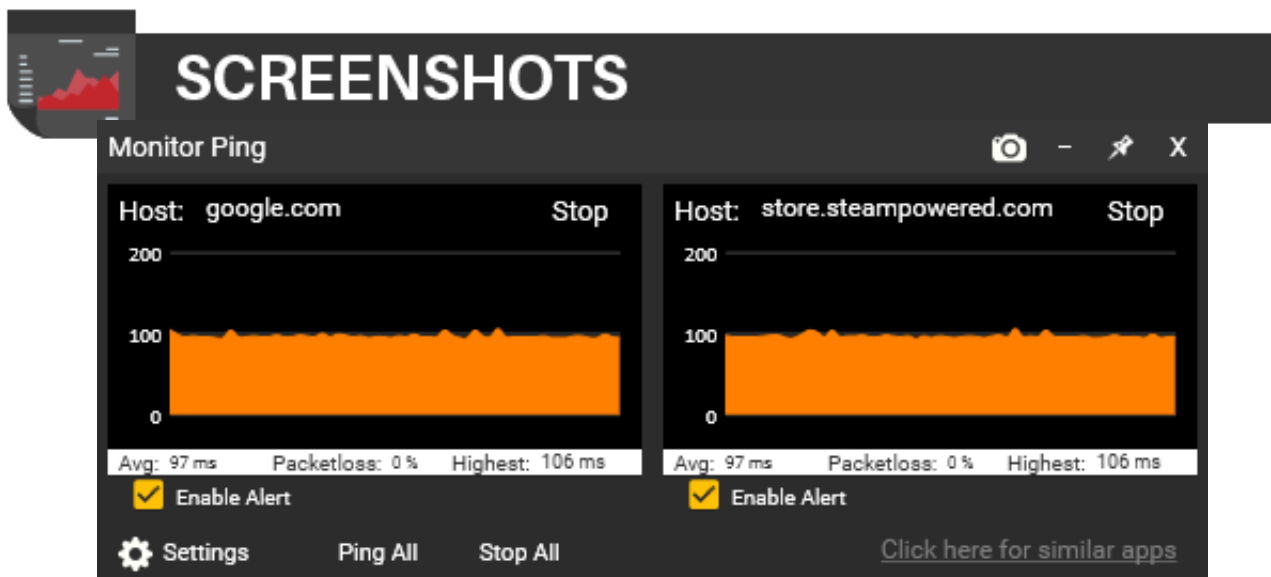 SCREENSHOTS
Monitor Ping
X
Host: google.com Stop
200
100
0
Avg: 97 ms Packetloss: 0 % Highest: 106 ms
Enable Alert
Host: store.steampowered.com Stop
200
100
0
Avg: 97 ms Packetloss: 0 % Highest: 106 ms
Enable Alert
Settings Ping All Stop All Click here for similar apps